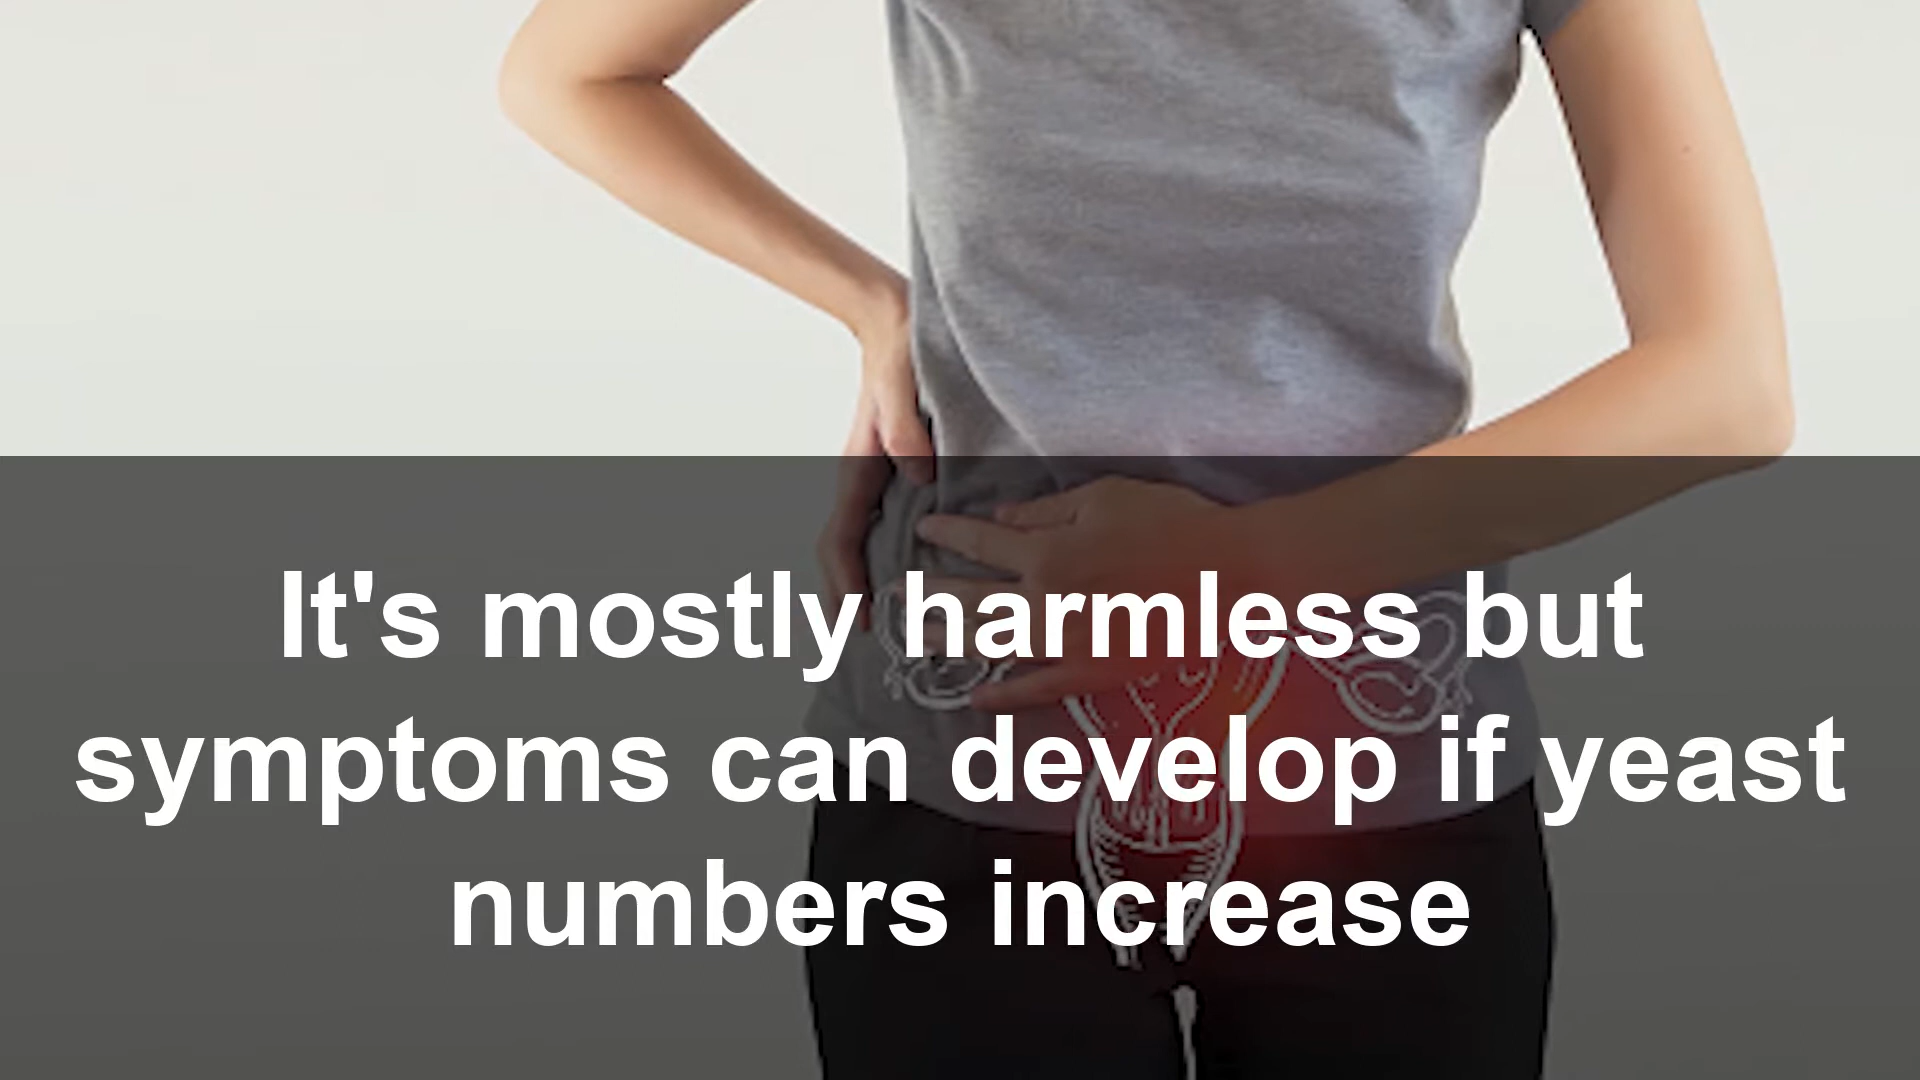 It's mostly harmless but
symptoms can develop if yeast
numbers increase